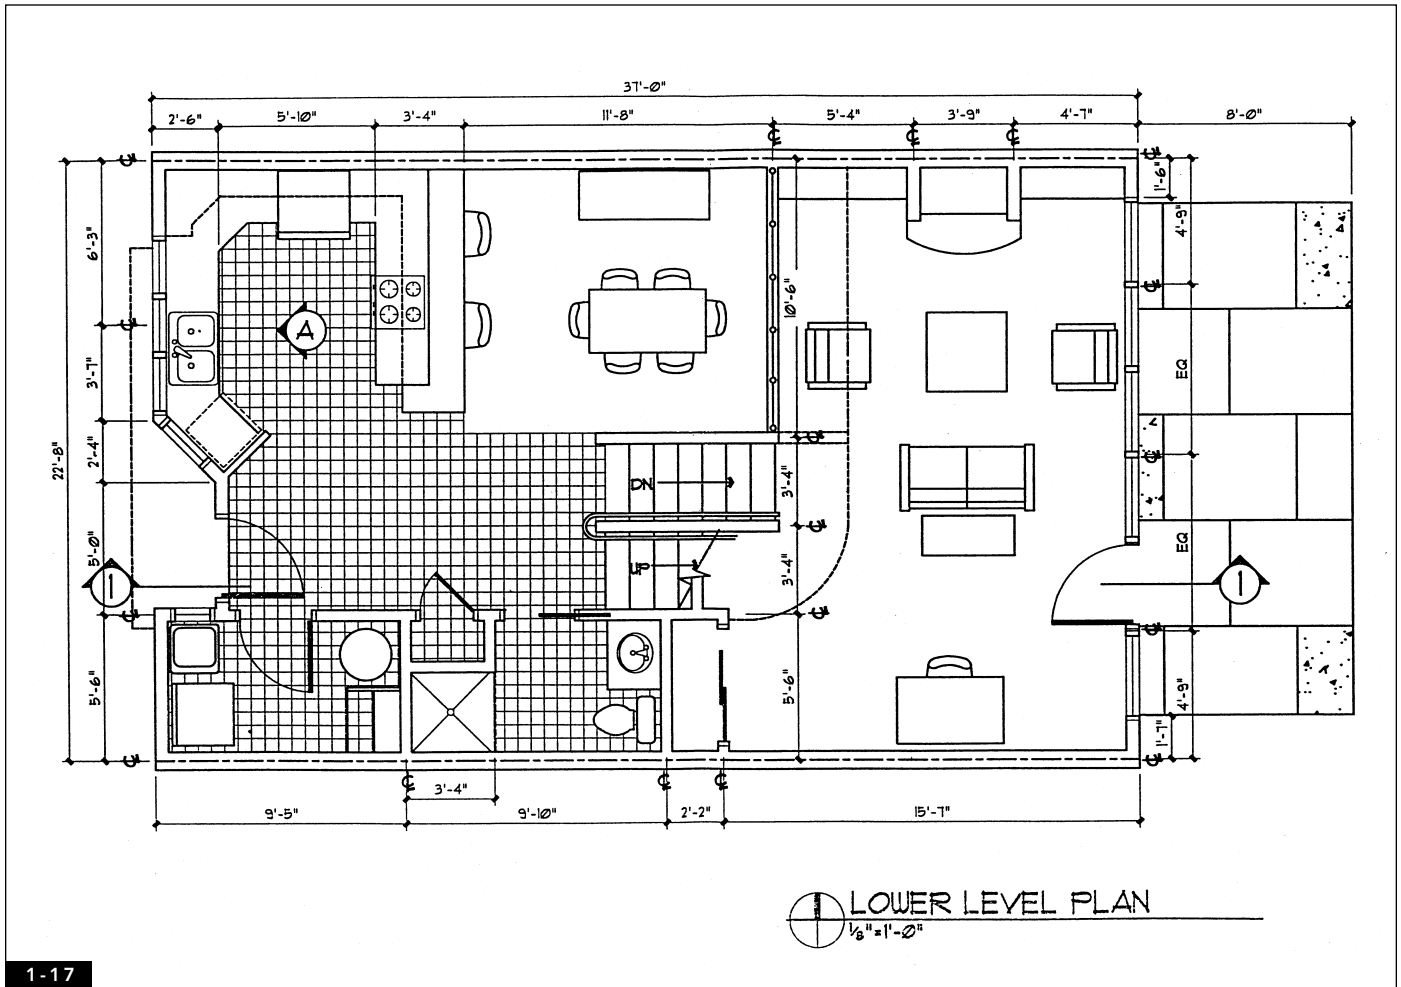 37'-0"
2'-6" 5'-10" 3'-4" 11'-8" 5'-4" 3'-9" 4'-7" 8'-0"
1'-6"
4'-9"
6'-3"
10'-6"
A
EQ
3'-7"
2'-4"
22'-8"
DN
3'-4"
5'-0"
EQ
UP
3'-4"
1
1
5'-6"
5'-6"
4'-9"
1'-7"
3'-4"
9'-5" 9'-10" 2'-2" 15'-7"
LOWER LEVEL PLAN
1/8"=1'-0"
1-17